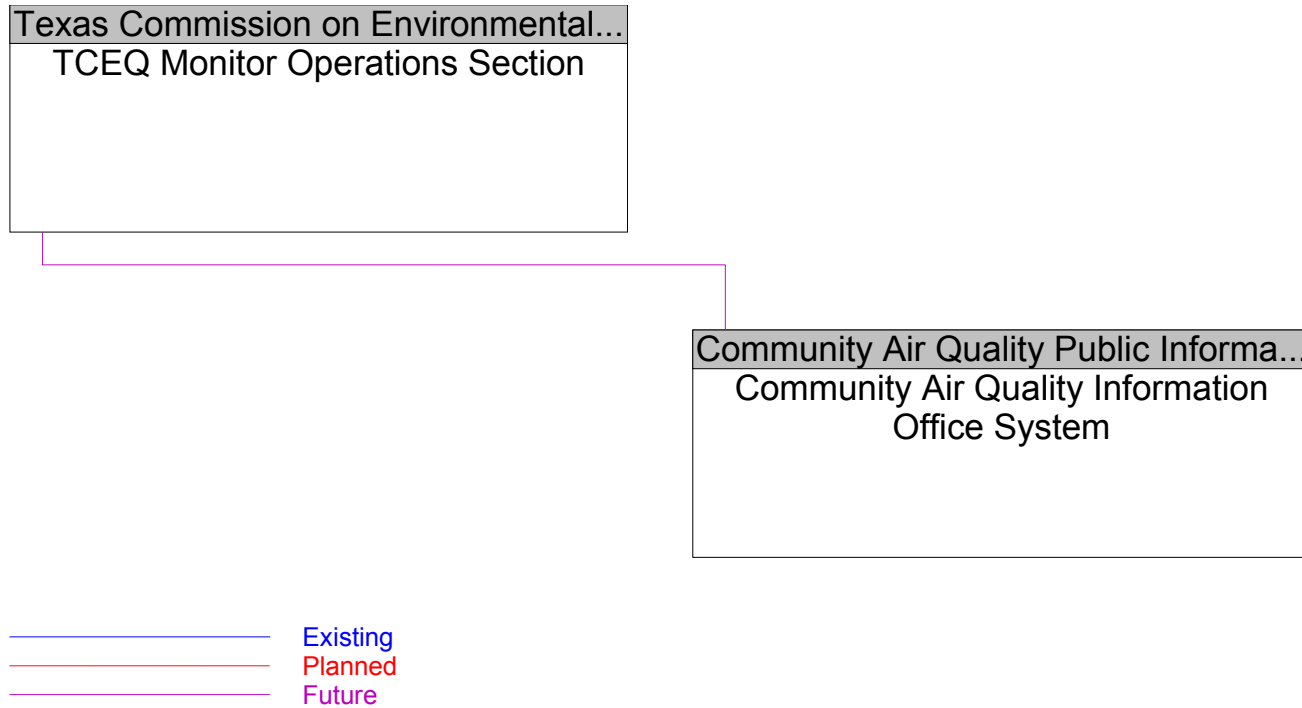 Texas Commission on Environmental...
TCEQ Monitor Operations Section
Community Air Quality Public Informa...
Community Air Quality Information
Office System
Existing
Planned
Future